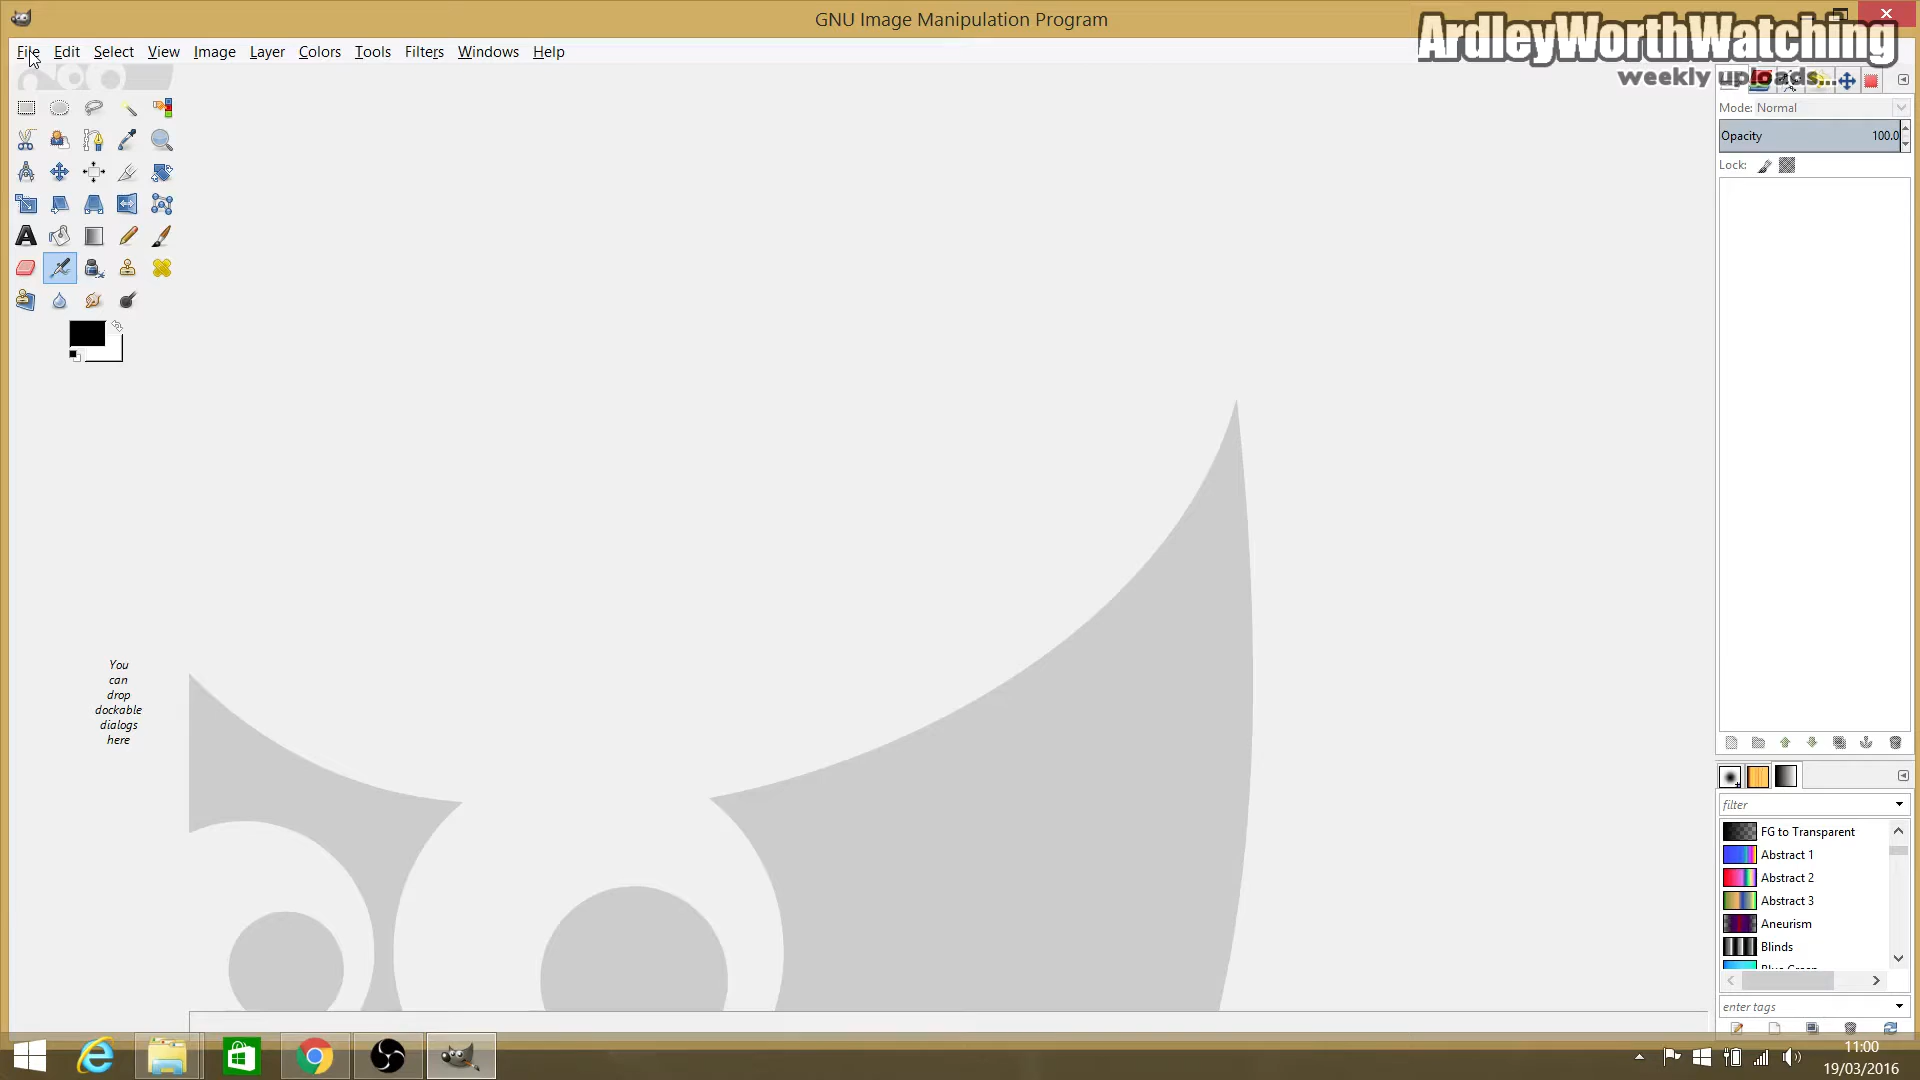 GNU Image Manipulation Program
ArdleyWorthWatching
weekly uploads...
File Edit Select View Image Layer Colors Tools Filters Windows Help
Mode: Normal
Opacity 100.0
Lock:
You
can
drop
dockable
dialogs
here
filter
FG to Transparent
Abstract 1
Abstract 2
Abstract 3
Aneurism
Blinds
enter tags
11:00
19/03/2016